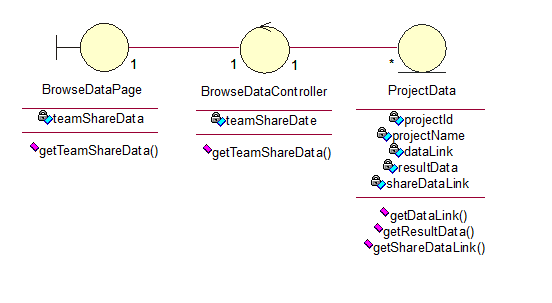 1 1 1 *
BrowseDataPage BrowseDataController ProjectData
teamShareData teamShareDate projectId
projectName
dataLink
resultData
shareDataLink
getTeamShareData() getTeamShareData()
getDataLink()
getResultData()
getShareDataLink()